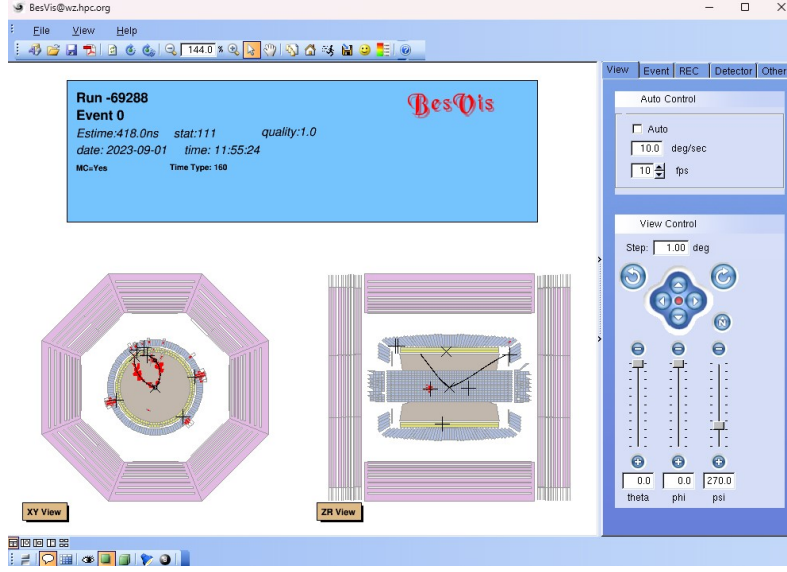 BesVis@wz.hpc.org
File View Help
144.0 %
Run -69288
Event 0
Estime:418.0ns stat:111 quality:1.0
date: 2023-09-01 time: 11:55:24
MC=Yes Time Type: 160
BesVis
View Event REC Detector Other
Auto Control
Auto
10.0 deg/sec
10 fps
View Control
Step: 1.00 deg
N
0.0 0.0 270.0
theta phi psi
XY View
ZR View